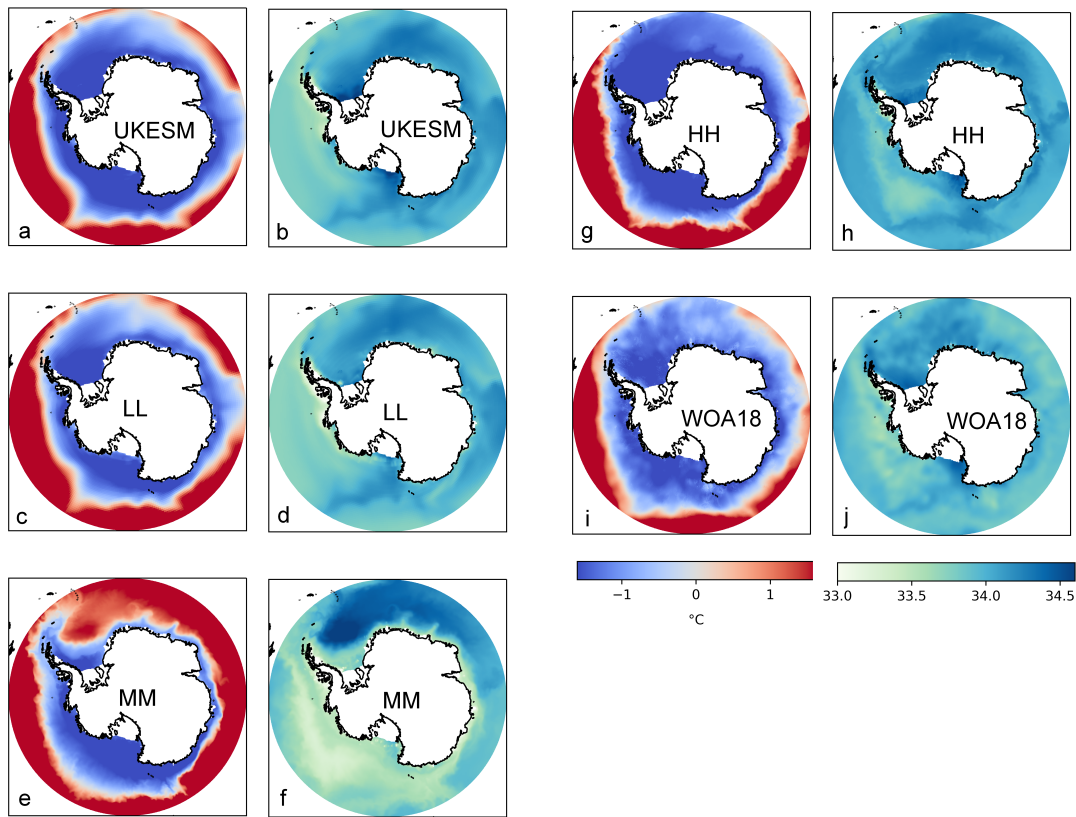 UKESM
a
UKESM
b
HH
g
HH
h
LL
c
LL
d
WOA18
i
WOA18
j
MM
e
MM
f
−1 0 1
°C
33.0 33.5 34.0 34.5